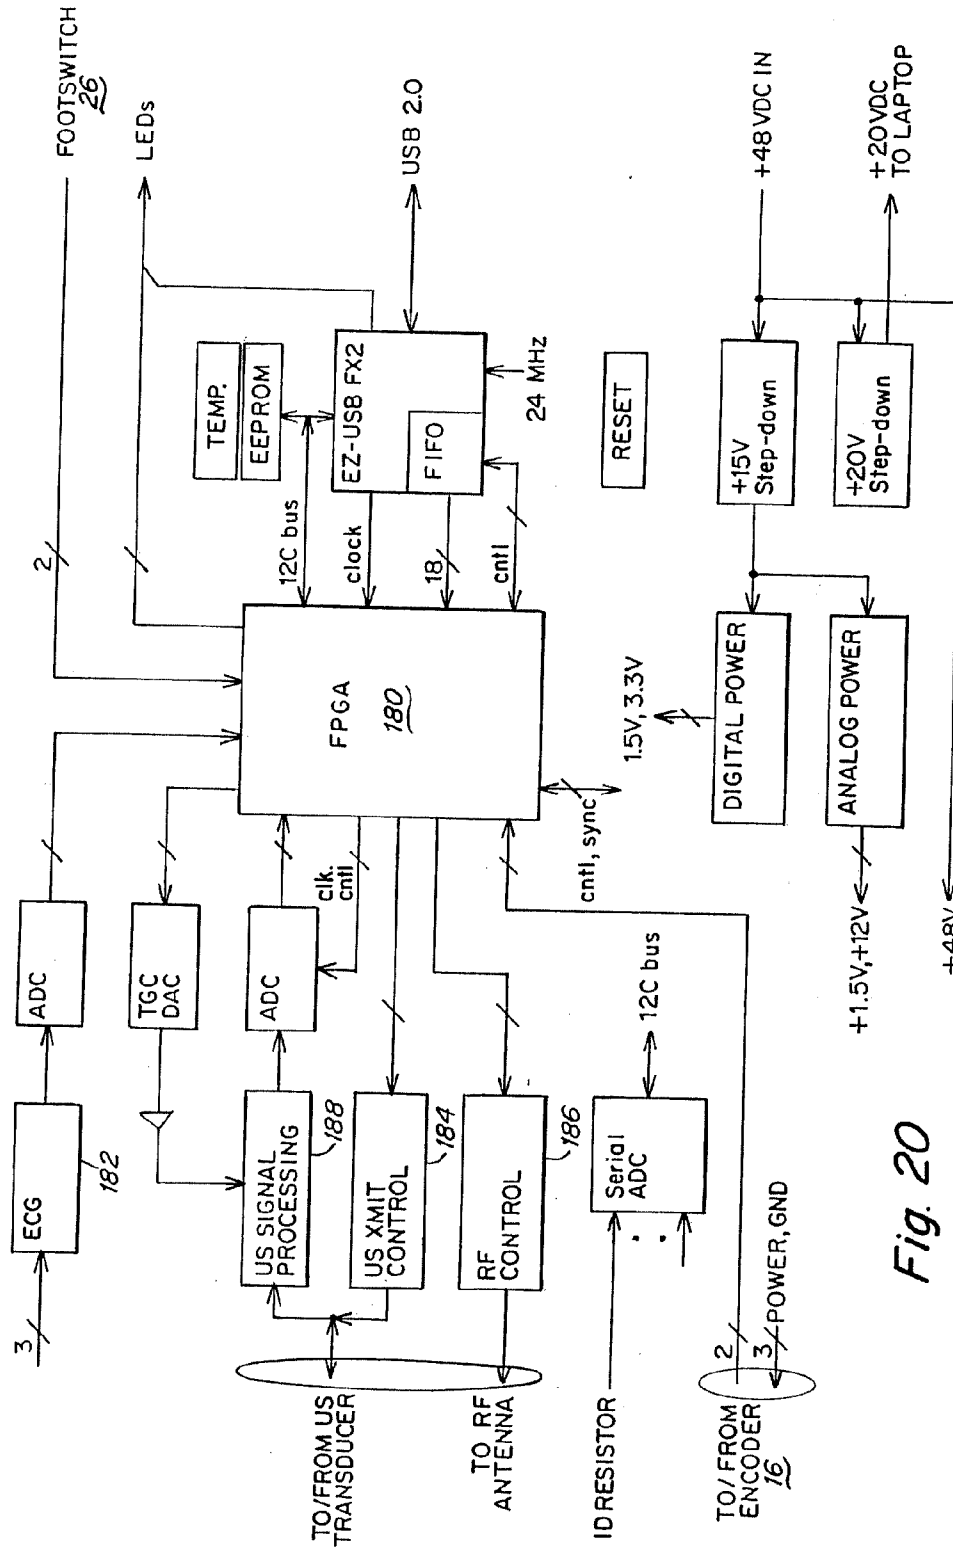 3
ECG
182
ADC
2
FOOTSWITCH
26
TGC
DAC
LEDs
TO/FROM US
TRANSDUCER
US SIGNAL
PROCESSING
188
ADC
clk.
cntl
US XMIT
CONTROL
184
TO RF
ANTENNA
RF
CONTROL
186
FPGA
180
12C bus
clock
18
cntl
TEMP.
EEPROM
EZ-USB FX2
FIFO
USB 2.0
24 MHz
cntl, sync
ID RESISTOR
Serial
ADC
12C bus
RESET
TO/FROM
ENCODER
16
2
3
POWER, GND
1.5V, 3.3V
DIGITAL POWER
+1.5V, +12V
ANALOG POWER
+15V
Step-down
+20V
Step-down
+48VDC IN
+20VDC
TO LAPTOP
+48V
Fig. 20